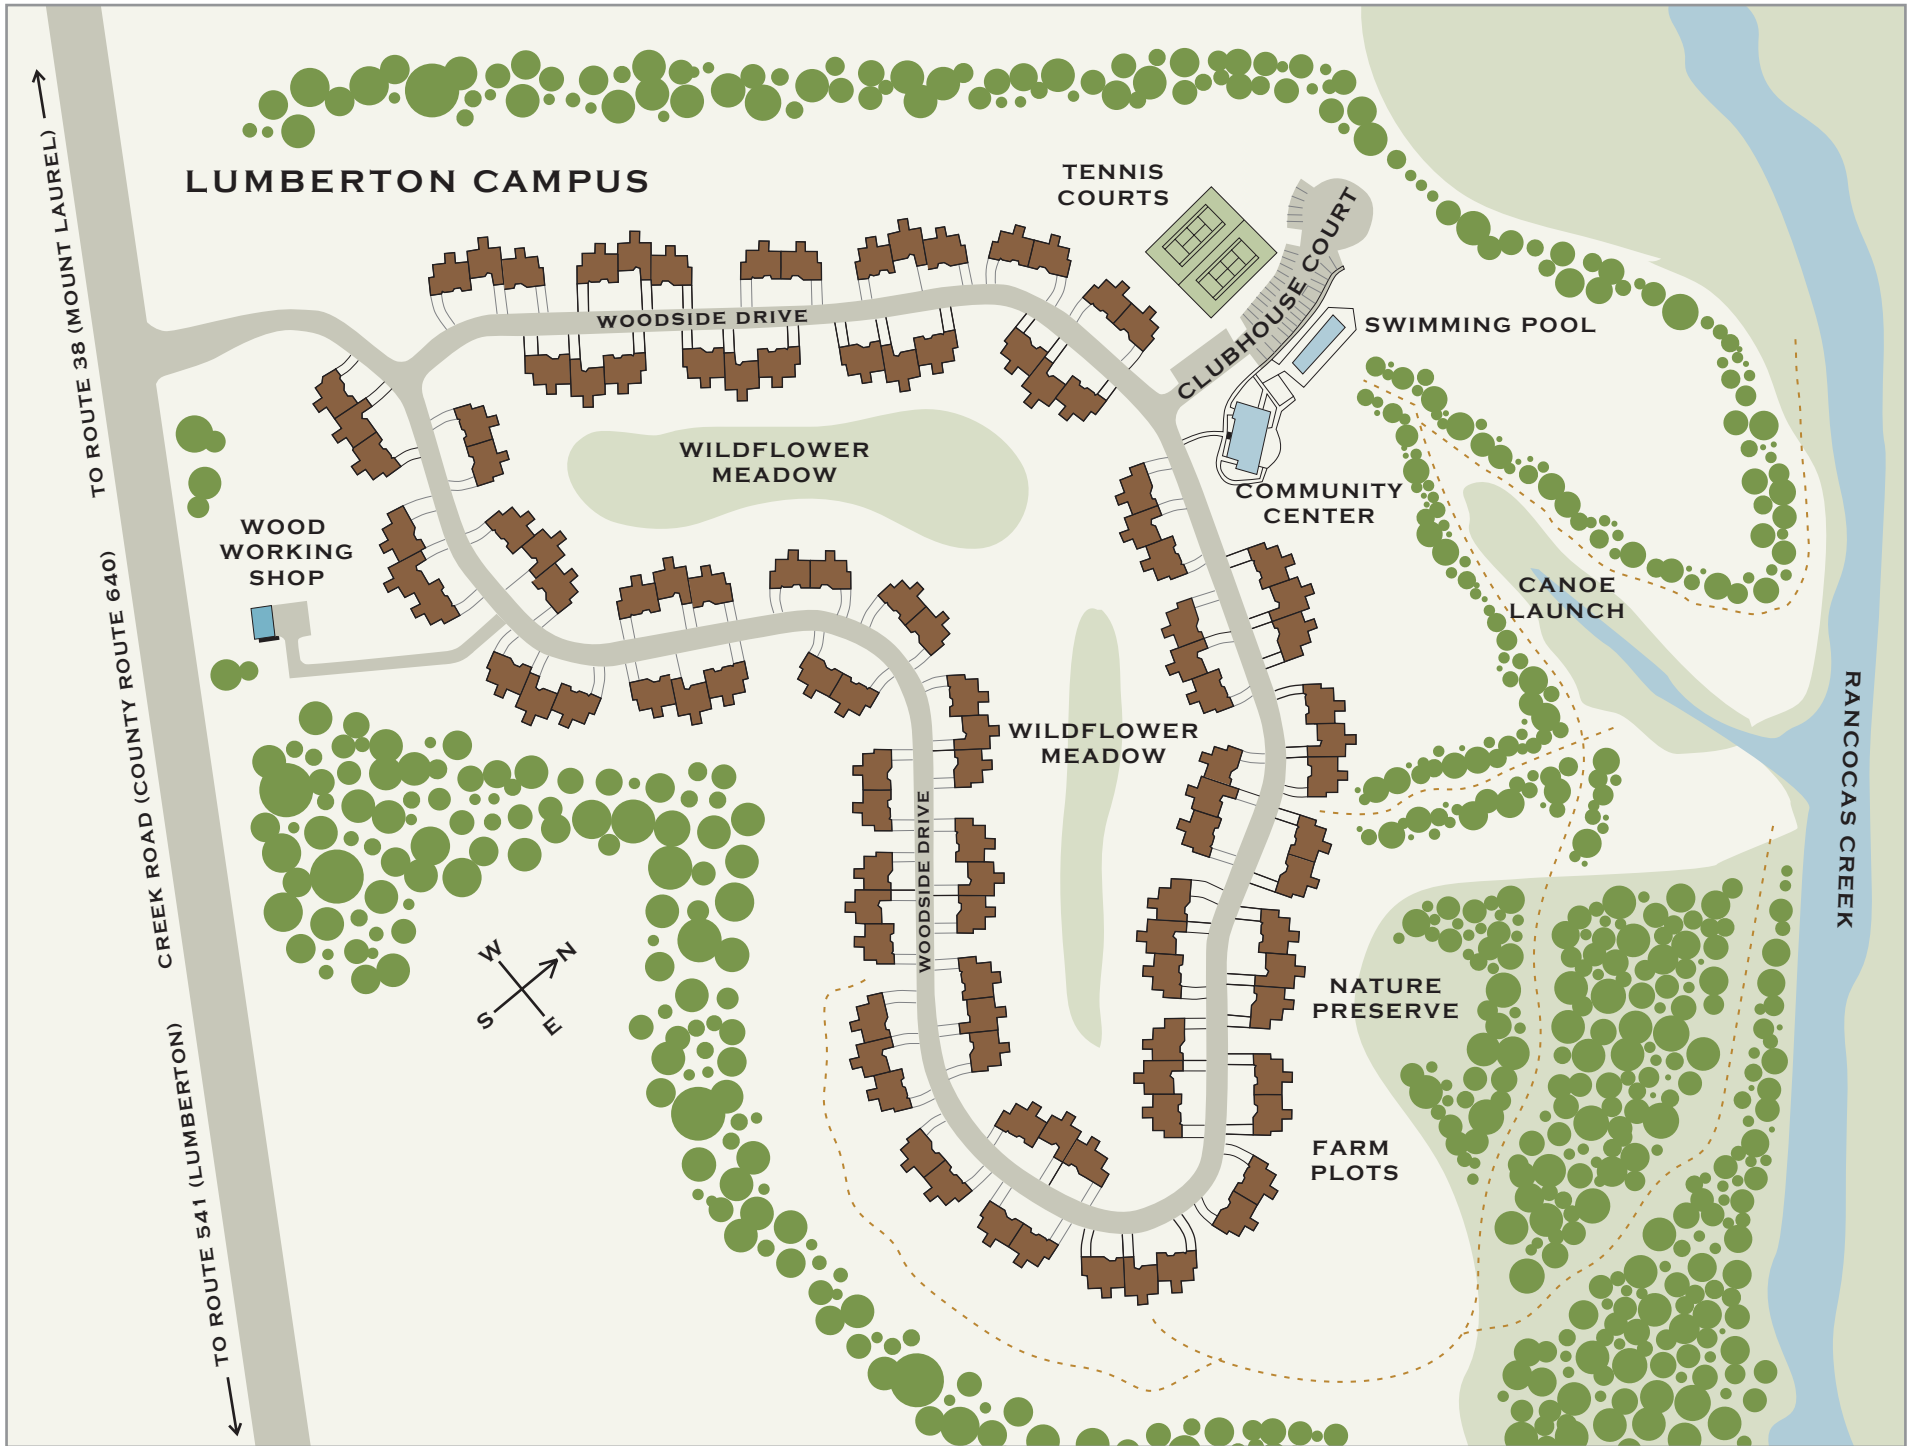 LUMBERTON CAMPUS
TO ROUTE 38 (MOUNT LAUREL)
CREEK ROAD (COUNTY ROUTE 640)
TO ROUTE 541 (LUMBERTON)
TENNIS
COURTS
CLUBHOUSE COURT
SWIMMING POOL
WOODSIDE DRIVE
WILDFLOWER
MEADOW
COMMUNITY
CENTER
WOOD
WORKING
SHOP
CANOE
LAUNCH
WILDFLOWER
MEADOW
WOODSIDE DRIVE
RANCOCAS CREEK
W
N
S
E
NATURE
PRESERVE
FARM
PLOTS